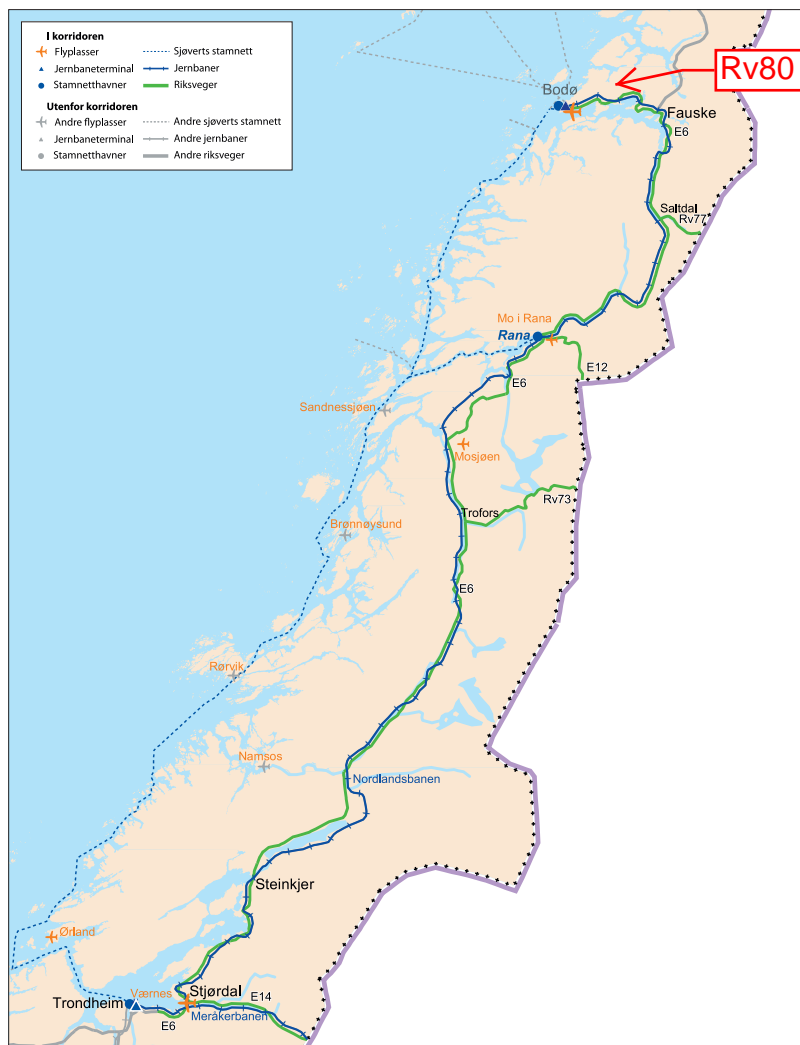 I korridoren
Flyplasser
Jernbaneterminal
Stamnetthavner
Sjøverts stamnett
Jernbaner
Riksveger
Utenfor korridoren
Andre flyplasser
Jernbaneterminal
Stamnetthavner
Andre sjøverts stamnett
Andre jernbaner
Andre riksveger
Rv80
Bodø
Fauske
E6
Saltdal
Rv77
Mo i Rana
Rana
E12
E6
Sandnessjøen
Mosjøen
Rv73
Trofors
Brønnøysund
E6
Rørvik
Namsos
Nordlandsbanen
Steinkjer
Ørland
Værnes
Stjørdal
E14
Trondheim
E6
Meråkerbanen